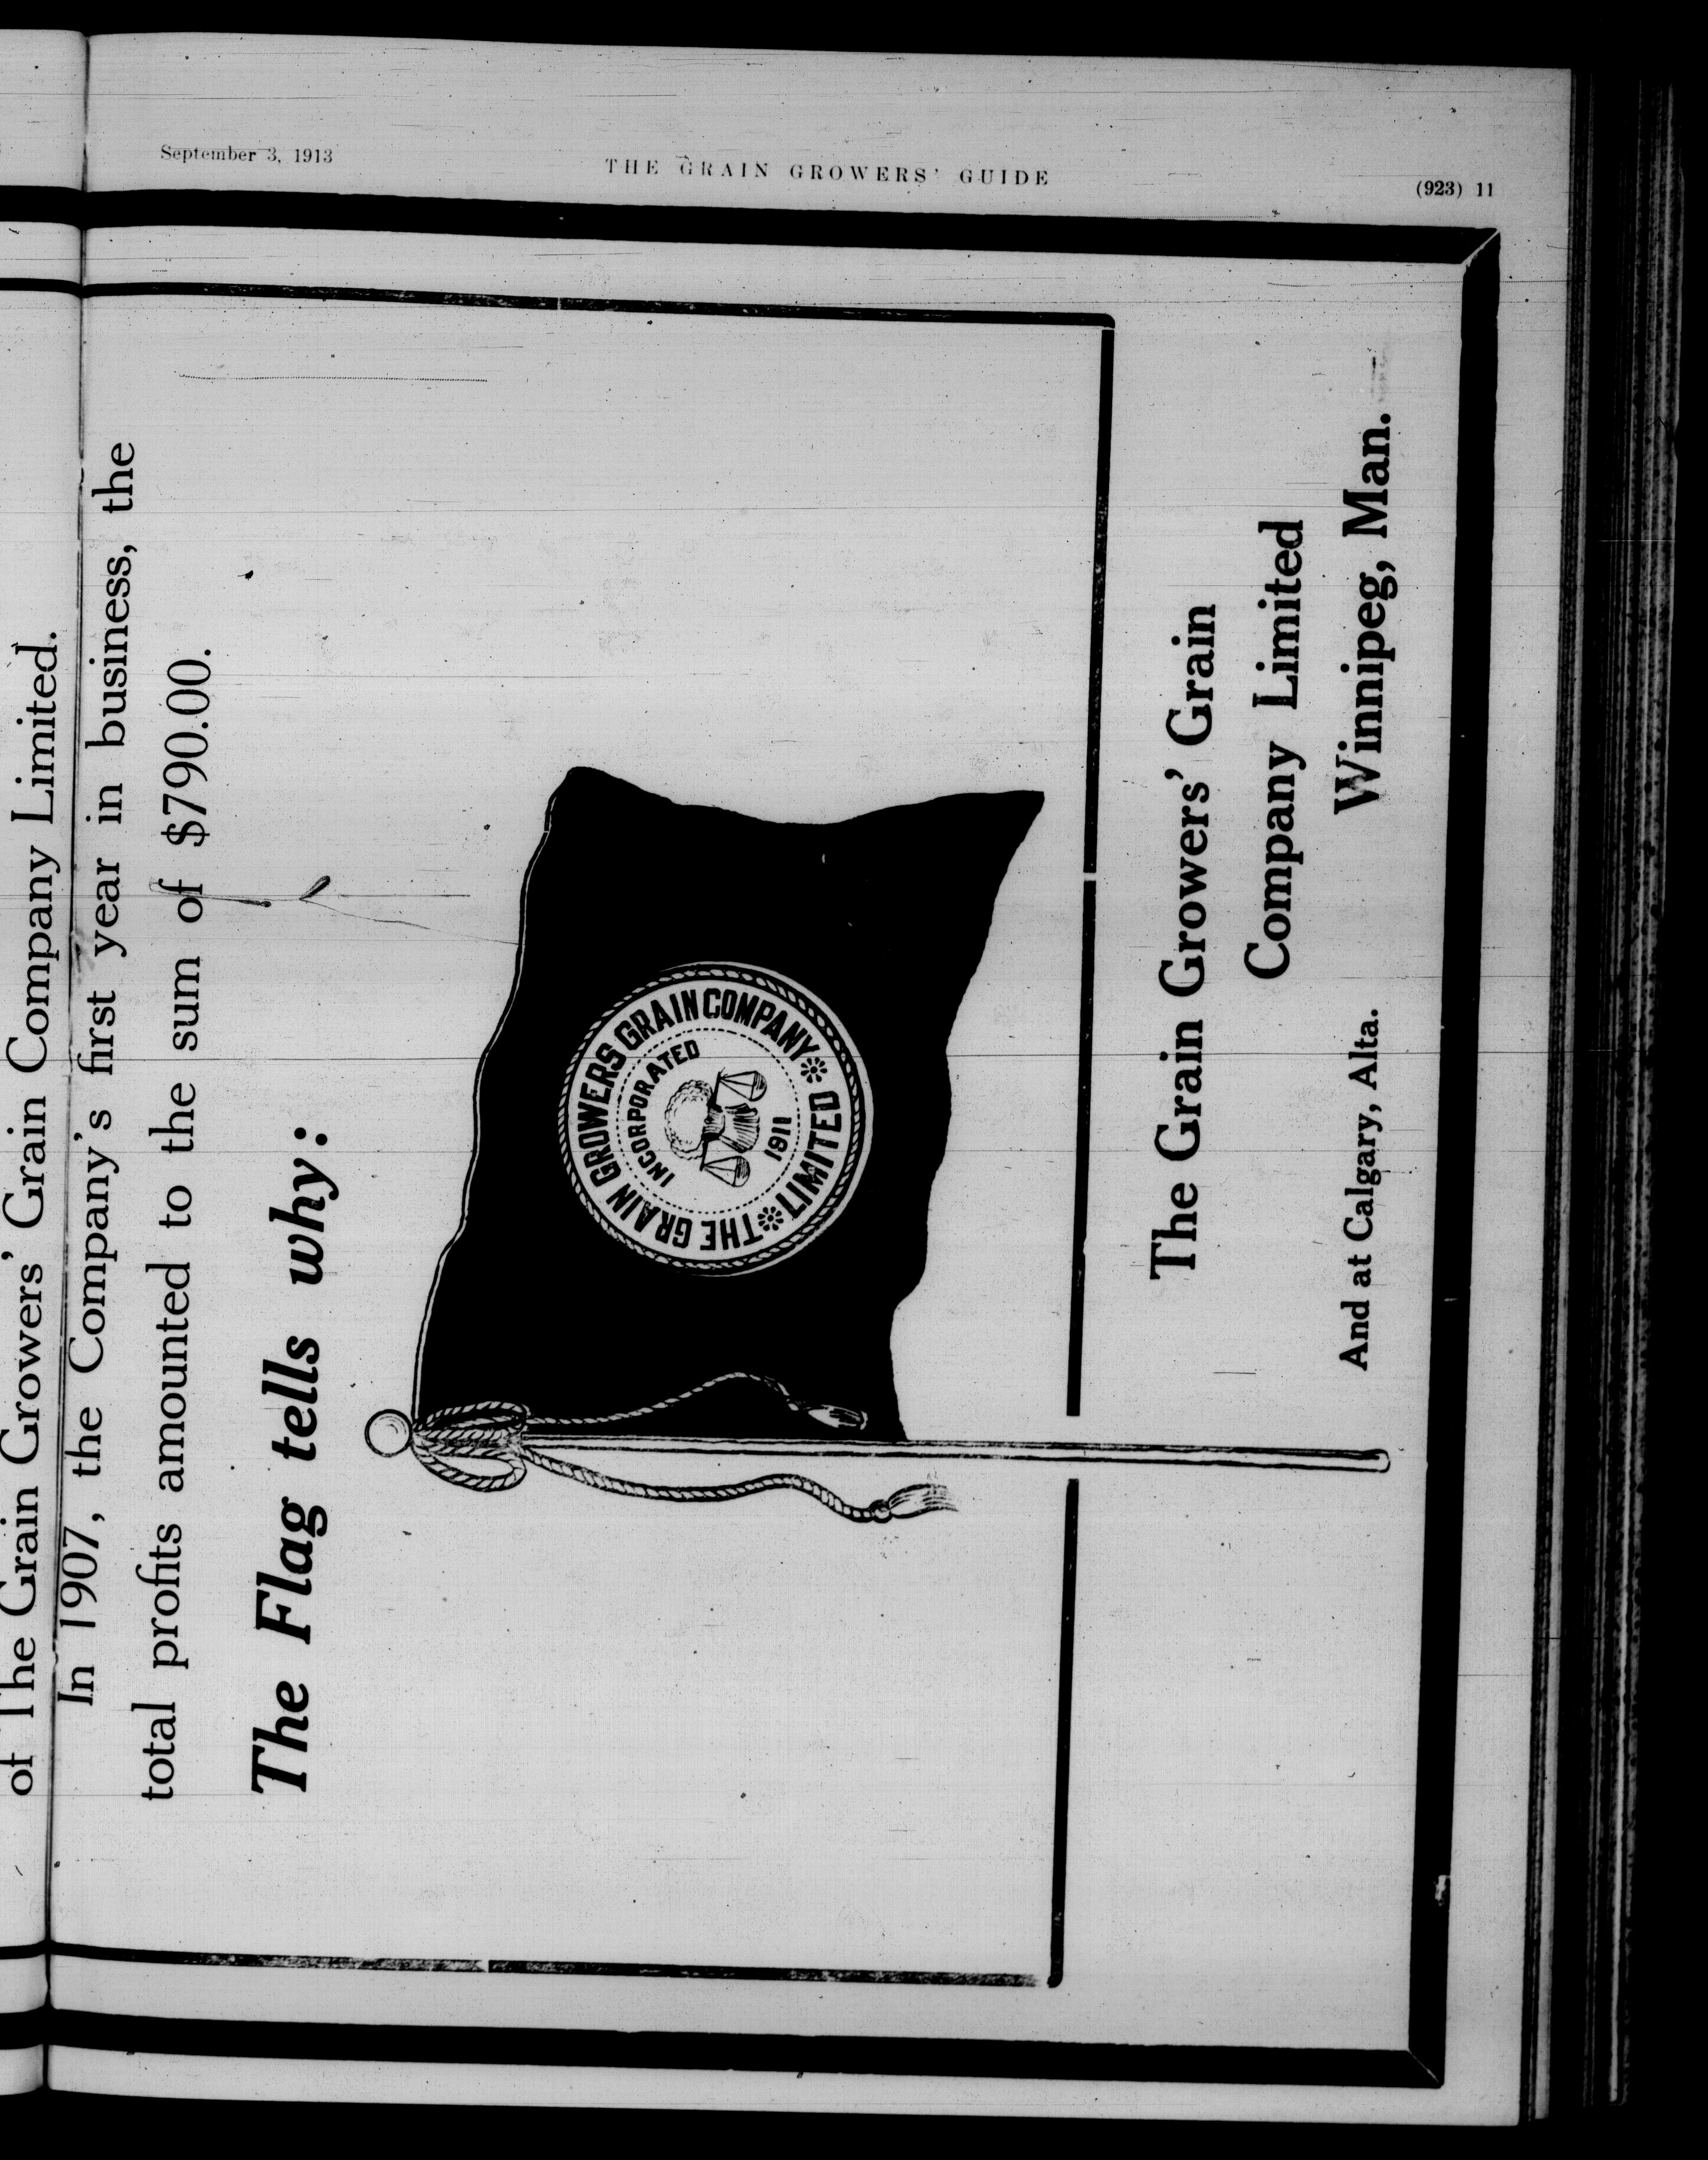 September 3, 1913
THE GRAIN GROWERS' GUIDE
(923) 11
of The Grain Growers' Grain Company Limited.
In 1907, the Company's first year in business, the
total profits amounted to the sum of $790.00.
The Flag tells why:
THE GRAIN GROWERS GRAIN COMPANY
LIMITED
INCORPORATED
1911
The Grain Growers' Grain
Company Limited
And at Calgary, Alta. Winnipeg, Man.